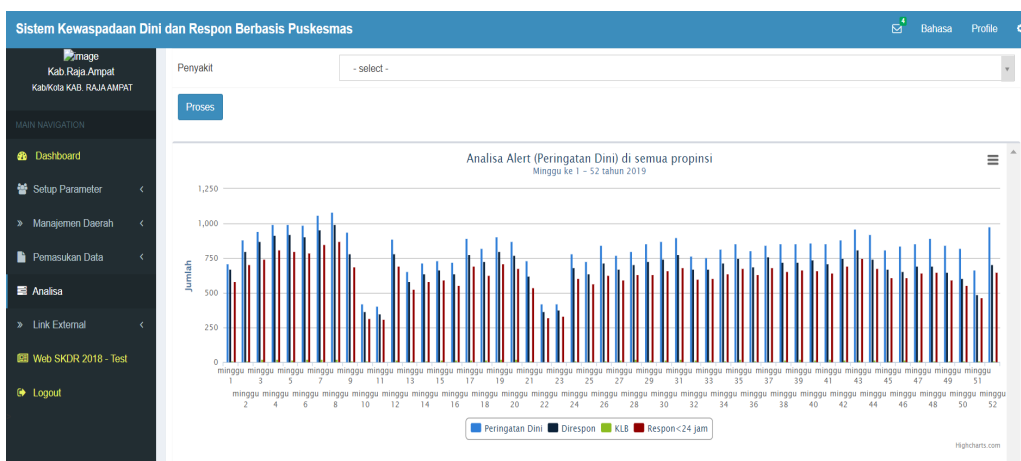 Sistem Kewaspadaan Dini dan Respon Berbasis Puskesmas
4
Bahasa
Profile
image
Kab.Raja.Ampat
Kab/Kota KAB. RAJA AMPAT
MAIN NAVIGATION
Dashboard
Setup Parameter
Manajemen Daerah
Pemasukan Data
Analisa
Link External
Web SKDR 2018 - Test
Logout
Penyakit
- select -
Proses
Analisa Alert (Peringatan Dini) di semua propinsi
Minggu ke 1 - 52 tahun 2019
Jumlah
1,250
1,000
750
500
250
0
minggu 1
minggu 2
minggu 3
minggu 4
minggu 5
minggu 6
minggu 7
minggu 8
minggu 9
minggu 10
minggu 11
minggu 12
minggu 13
minggu 14
minggu 15
minggu 16
minggu 17
minggu 18
minggu 19
minggu 20
minggu 21
minggu 22
minggu 23
minggu 24
minggu 25
minggu 26
minggu 27
minggu 28
minggu 29
minggu 30
minggu 31
minggu 32
minggu 33
minggu 34
minggu 35
minggu 36
minggu 37
minggu 38
minggu 39
minggu 40
minggu 41
minggu 42
minggu 43
minggu 44
minggu 45
minggu 46
minggu 47
minggu 48
minggu 49
minggu 50
minggu 51
minggu 52
Peringatan Dini
Direspon
KLB
Respon<24 jam
Highcharts.com